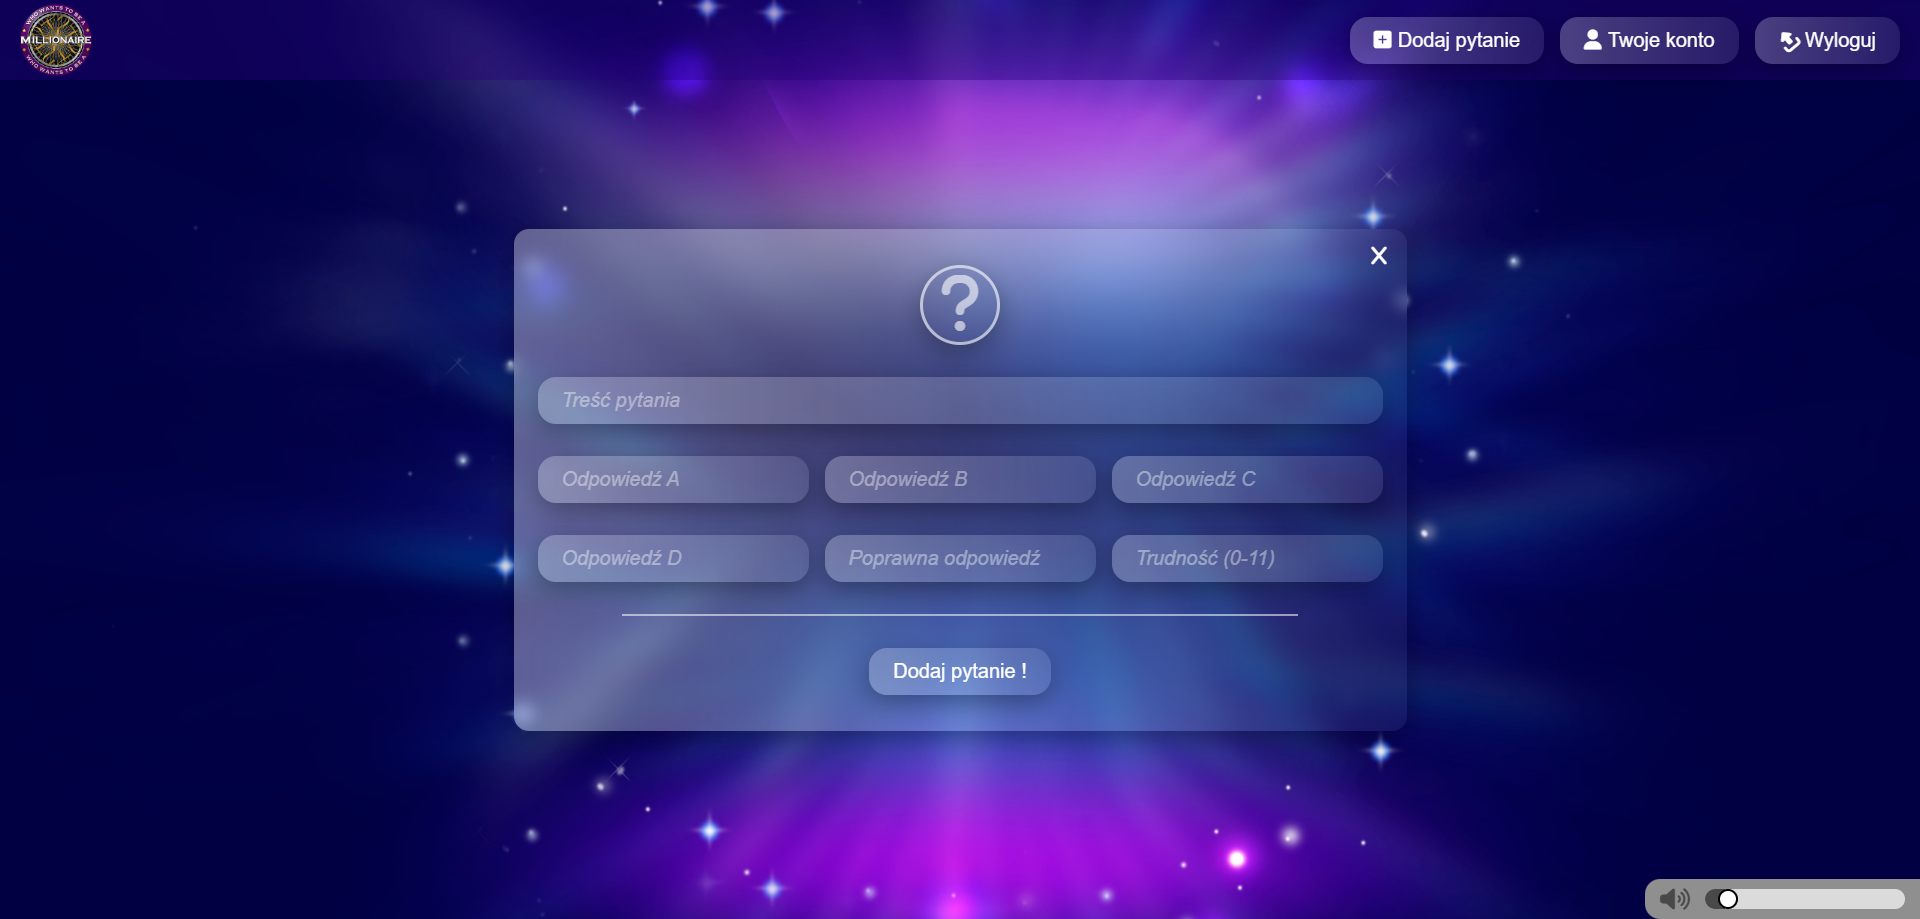 WHO WANTS TO BE A
MILLIONAIRE
WHO WANTS TO BE A
Dodaj pytanie
Twoje konto
Wyloguj
X
?
Treść pytania
Odpowiedź A
Odpowiedź B
Odpowiedź C
Odpowiedź D
Poprawna odpowiedź
Trudność (0-11)
Dodaj pytanie !